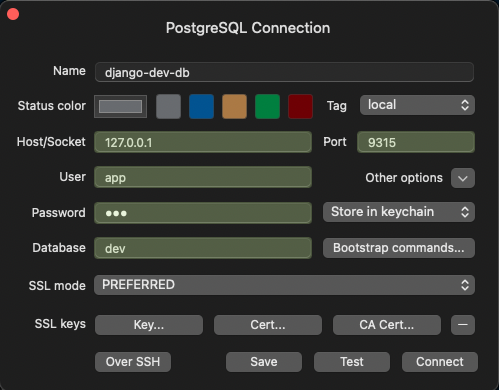 PostgreSQL Connection
Name django-dev-db
Status color Tag local
Host/Socket 127.0.0.1 Port 9315
User app Other options
Password ●●● Store in keychain
Database dev Bootstrap commands...
SSL mode PREFERRED
SSL keys Key... Cert... CA Cert...
Over SSH Save Test Connect